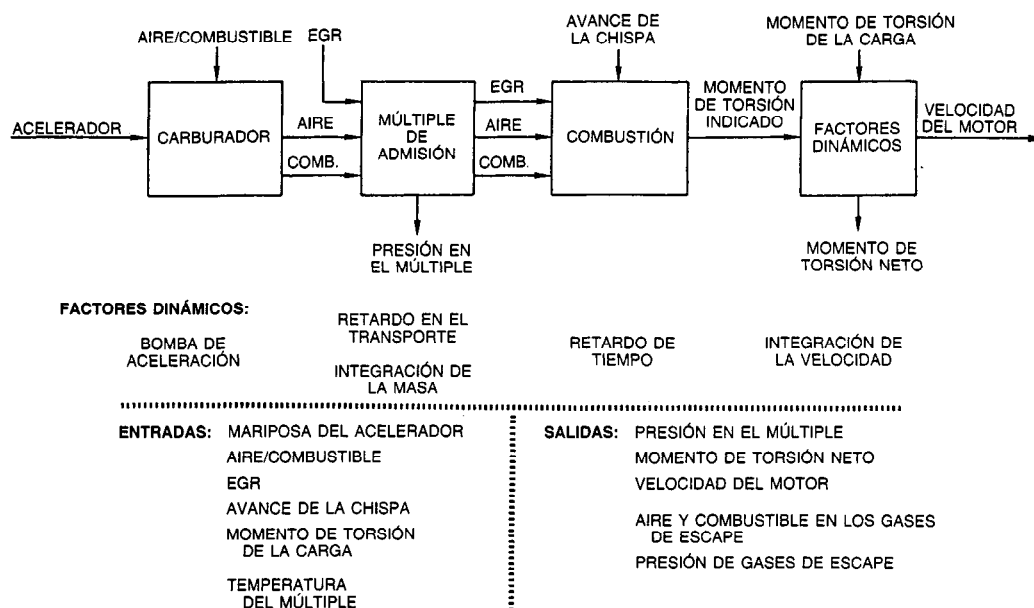 AIRE/COMBUSTIBLE
EGR
AVANCE DE
LA CHISPA
MOMENTO DE TORSIÓN
DE LA CARGA
ACELERADOR
CARBURADOR
AIRE
COMB.
MÚLTIPLE
DE
ADMISIÓN
EGR
AIRE
COMB.
COMBUSTIÓN
MOMENTO
DE TORSIÓN
INDICADO
FACTORES
DINÁMICOS
VELOCIDAD
DEL MOTOR
PRESIÓN EN
EL MÚLTIPLE
MOMENTO DE
TORSIÓN NETO
FACTORES DINÁMICOS:
BOMBA DE
ACELERACIÓN
RETARDO EN EL
TRANSPORTE
INTEGRACIÓN DE
LA MASA
RETARDO DE
TIEMPO
INTEGRACIÓN DE
LA VELOCIDAD
ENTRADAS: MARIPOSA DEL ACELERADOR
AIRE/COMBUSTIBLE
EGR
AVANCE DE LA CHISPA
MOMENTO DE TORSIÓN
DE LA CARGA
TEMPERATURA
DEL MÚLTIPLE
SALIDAS: PRESIÓN EN EL MÚLTIPLE
MOMENTO DE TORSIÓN NETO
VELOCIDAD DEL MOTOR
AIRE Y COMBUSTIBLE EN LOS GASES
DE ESCAPE
PRESIÓN DE GASES DE ESCAPE